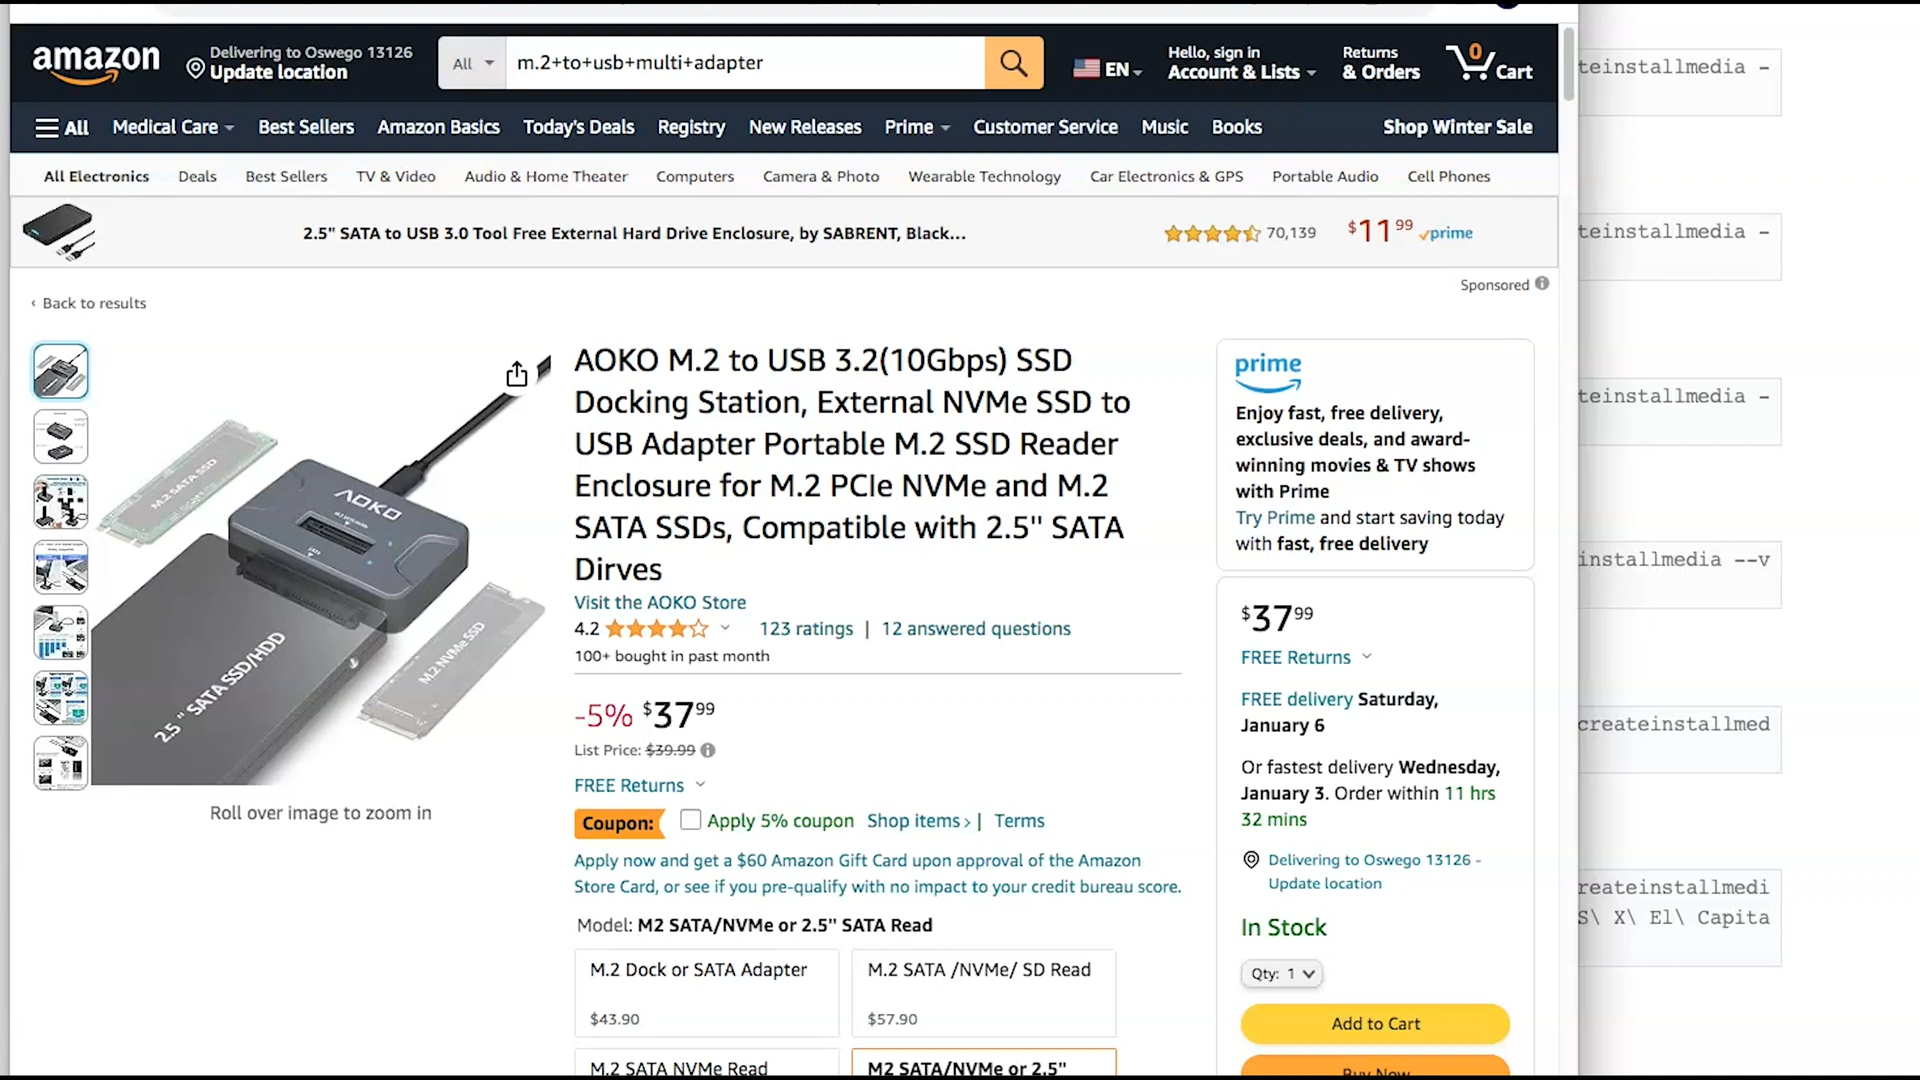 amazon
Delivering to Oswego 13126
Update location
All
m.2+to+usb+multi+adapter
EN
Hello, sign in
Account & Lists
Returns
& Orders
0
Cart
All
Medical Care
Best Sellers
Amazon Basics
Today's Deals
Registry
New Releases
Prime
Customer Service
Music
Books
Shop Winter Sale
All Electronics
Deals
Best Sellers
TV & Video
Audio & Home Theater
Computers
Camera & Photo
Wearable Technology
Car Electronics & GPS
Portable Audio
Cell Phones
2.5" SATA to USB 3.0 Tool Free External Hard Drive Enclosure, by SABRENT, Black...
70,139
$11 99
prime
Sponsored
‹ Back to results
M.2 SATA SSD
AOKO
SATA
2.5 " SATA SSD/HDD
M.2 NVMe SSD
Roll over image to zoom in
AOKO M.2 to USB 3.2(10Gbps) SSD
Docking Station, External NVMe SSD to
USB Adapter Portable M.2 SSD Reader
Enclosure for M.2 PCIe NVMe and M.2
SATA SSDs, Compatible with 2.5'' SATA
Dirves
Visit the AOKO Store
4.2
123 ratings | 12 answered questions
100+ bought in past month
-5% $37 99
List Price: $39.99
FREE Returns
Coupon:
Apply 5% coupon Shop items › | Terms
Apply now and get a $60 Amazon Gift Card upon approval of the Amazon
Store Card, or see if you pre-qualify with no impact to your credit bureau score.
Model: M2 SATA/NVMe or 2.5" SATA Read
M.2 Dock or SATA Adapter
$43.90
M.2 SATA /NVMe/ SD Read
$57.90
M.2 SATA NVMe Read
M2 SATA/NVMe or 2.5"
prime
Enjoy fast, free delivery,
exclusive deals, and award-
winning movies & TV shows
with Prime
Try Prime and start saving today
with fast, free delivery
$37 99
FREE Returns
FREE delivery Saturday,
January 6
Or fastest delivery Wednesday,
January 3. Order within 11 hrs
32 mins
Delivering to Oswego 13126 -
Update location
In Stock
Qty: 1
Add to Cart
Buy Now
teinstallmedia -
teinstallmedia -
teinstallmedia -
installmedia --v
createinstallmed
reateinstallmedi
S\ X\ El\ Capita